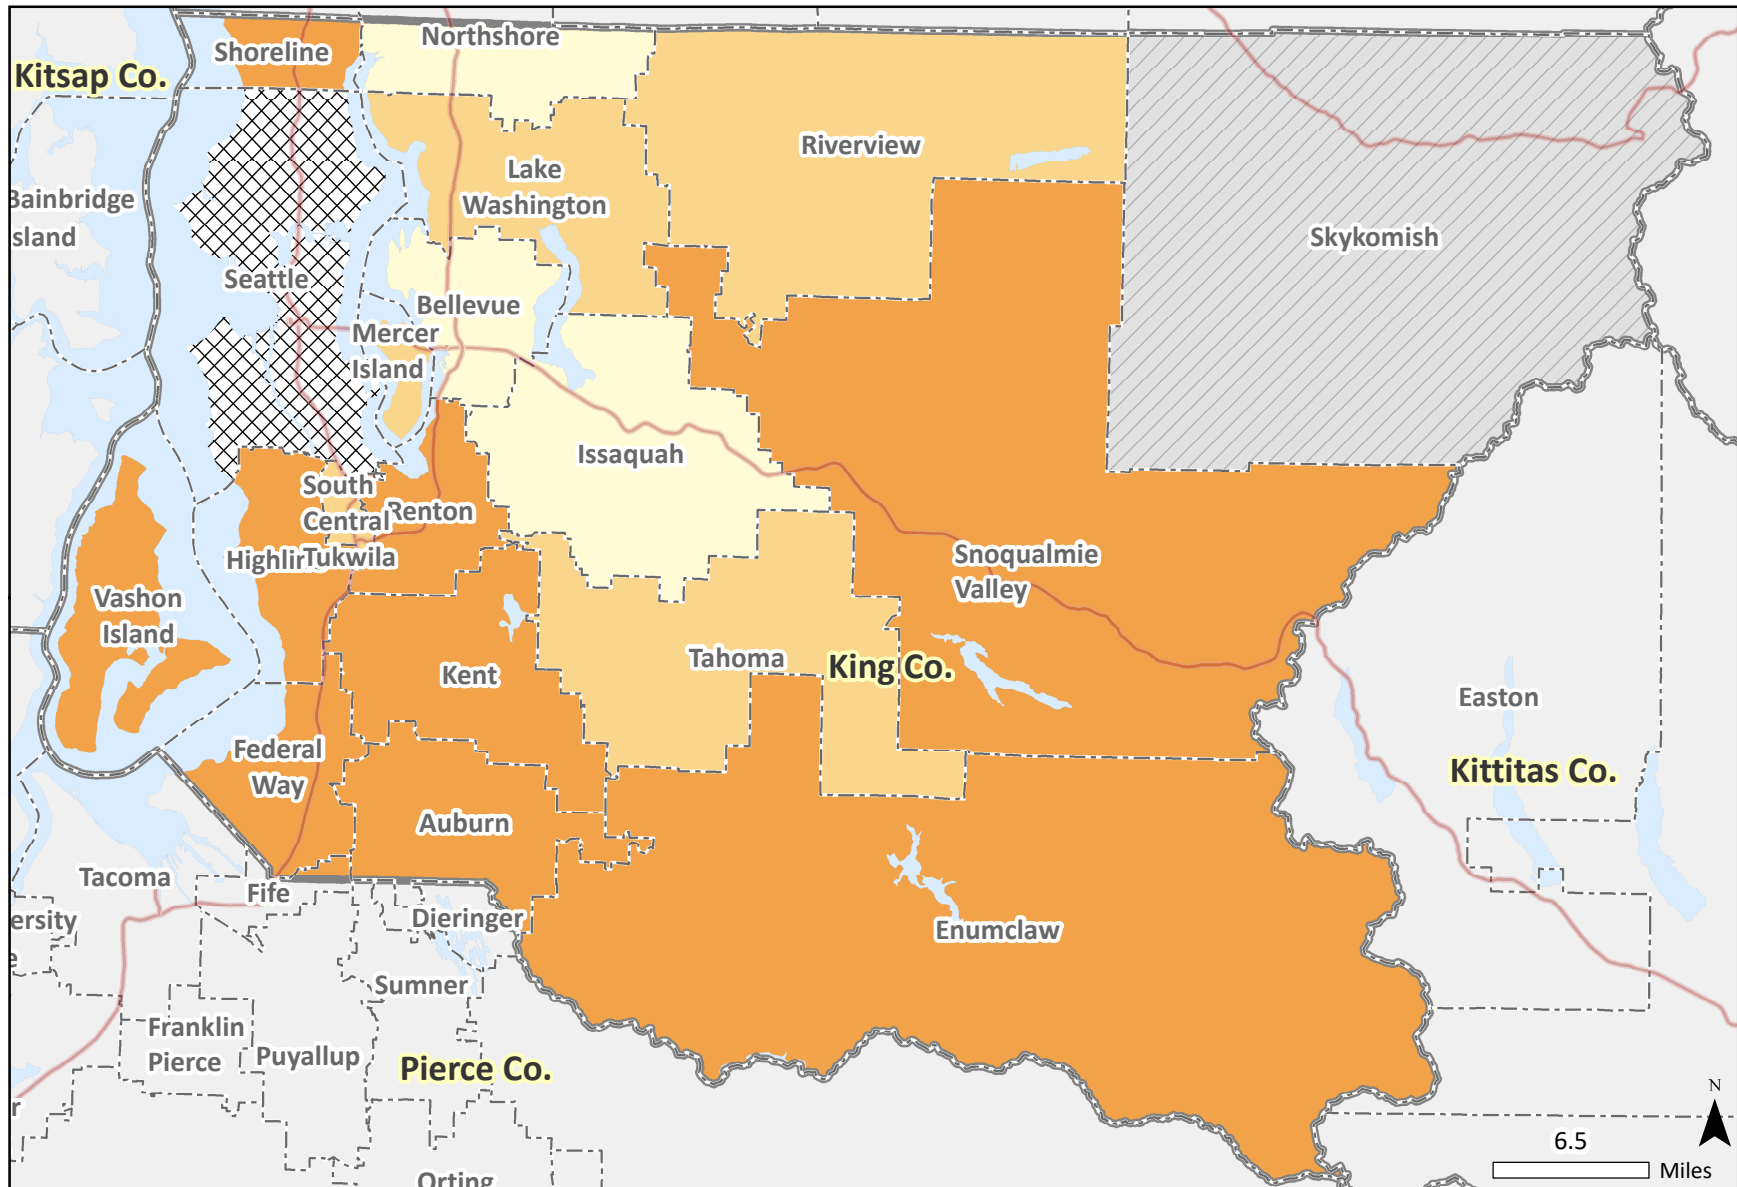 Northshore
Shoreline
Kitsap Co.
Riverview
Lake
Washington
Bainbridge
sland
Skykomish
Seattle
Bellevue
Mercer
Island
Issaquah
South
Central
Renton
Tukwila
Snoqualmie
Valley
Vashon
Island
Tahoma
King Co.
Kent
Easton
Federal
Way
Kittitas Co.
Auburn
Tacoma
Fife
Dieringer
ersity
e
Enumclaw
Sumner
Franklin
Pierce
Puyallup
Pierce Co.
r
N
6.5
Miles
Orting